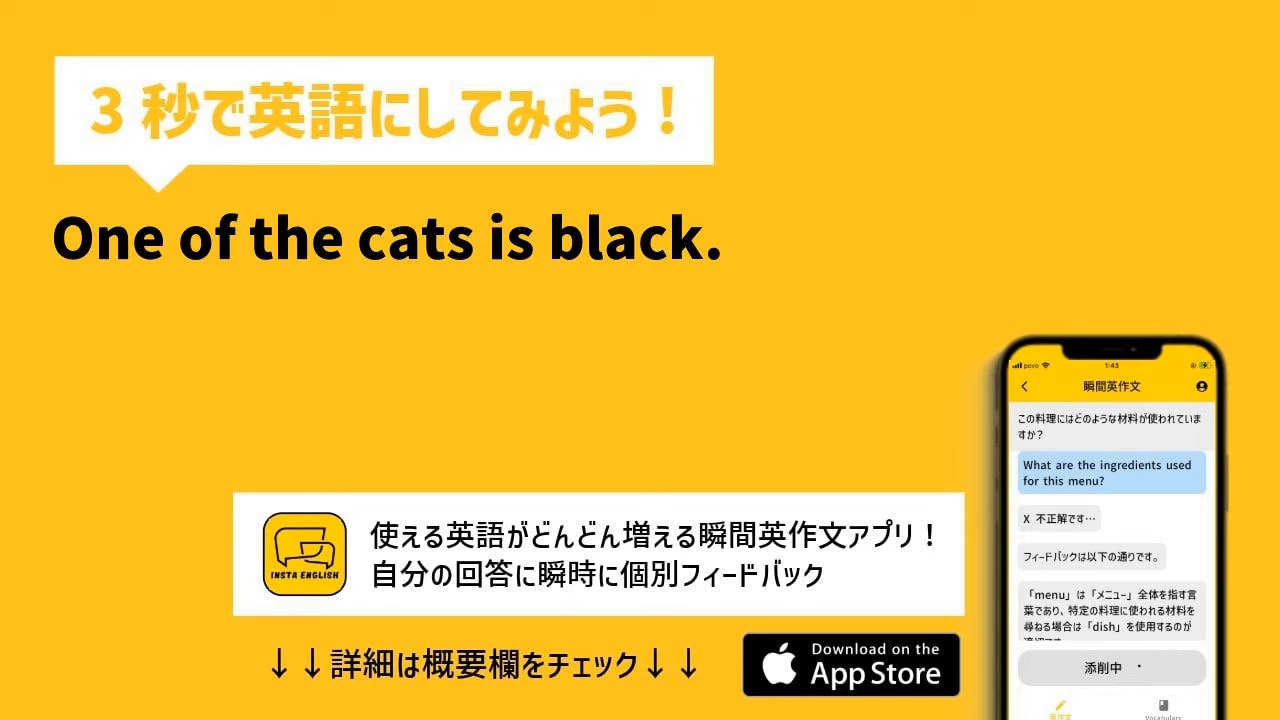 3 秒で英語にしてみよう！
One of the cats is black.
povo 1:43
瞬間英作文
この料理にはどのような材料が使われていま
すか？
What are the ingredients used
for this menu?
X 不正解です…
フィードバックは以下の通りです。
「menu」は「メニュー」全体を指す言
葉であり、特定の料理に使われる材料を
尋ねる場合は「dish」を使用するのが
添削中
英作文 Vocabulary
INSTA ENGLISH
使える英語がどんどん増える瞬間英作文アプリ！
自分の回答に瞬時に個別フィードバック
↓↓詳細は概要欄をチェック↓↓
Download on the
App Store